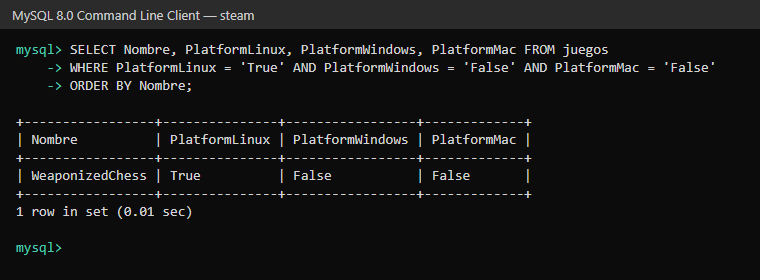 MySQL 8.0 Command Line Client — steam
mysql> SELECT Nombre, PlatformLinux, PlatformWindows, PlatformMac FROM juegos
    -> WHERE PlatformLinux = 'True' AND PlatformWindows = 'False' AND PlatformMac = 'False'
    -> ORDER BY Nombre;
+----------------+---------------+-----------------+-------------+
| Nombre         | PlatformLinux | PlatformWindows | PlatformMac |
+----------------+---------------+-----------------+-------------+
| WeaponizedChess | True          | False           | False       |
+----------------+---------------+-----------------+-------------+
1 row in set (0.01 sec)
mysql>